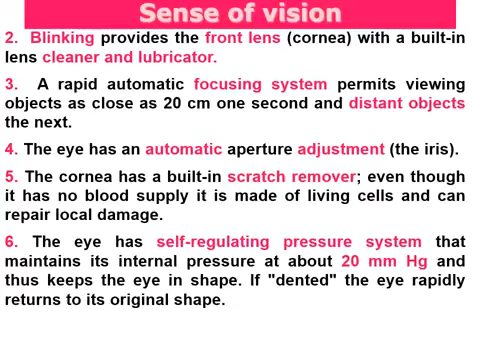 Sense of vision
2. Blinking provides the front lens (cornea) with a built-in
lens cleaner and lubricator.
3. A rapid automatic focusing system permits viewing
objects as close as 20 cm one second and distant objects
the next.
4. The eye has an automatic aperture adjustment (the iris).
5. The cornea has a built-in scratch remover; even though
it has no blood supply it is made of living cells and can
repair local damage.
6. The eye has self-regulating pressure system that
maintains its internal pressure at about 20 mm Hg and
thus keeps the eye in shape. If "dented" the eye rapidly
returns to its original shape.